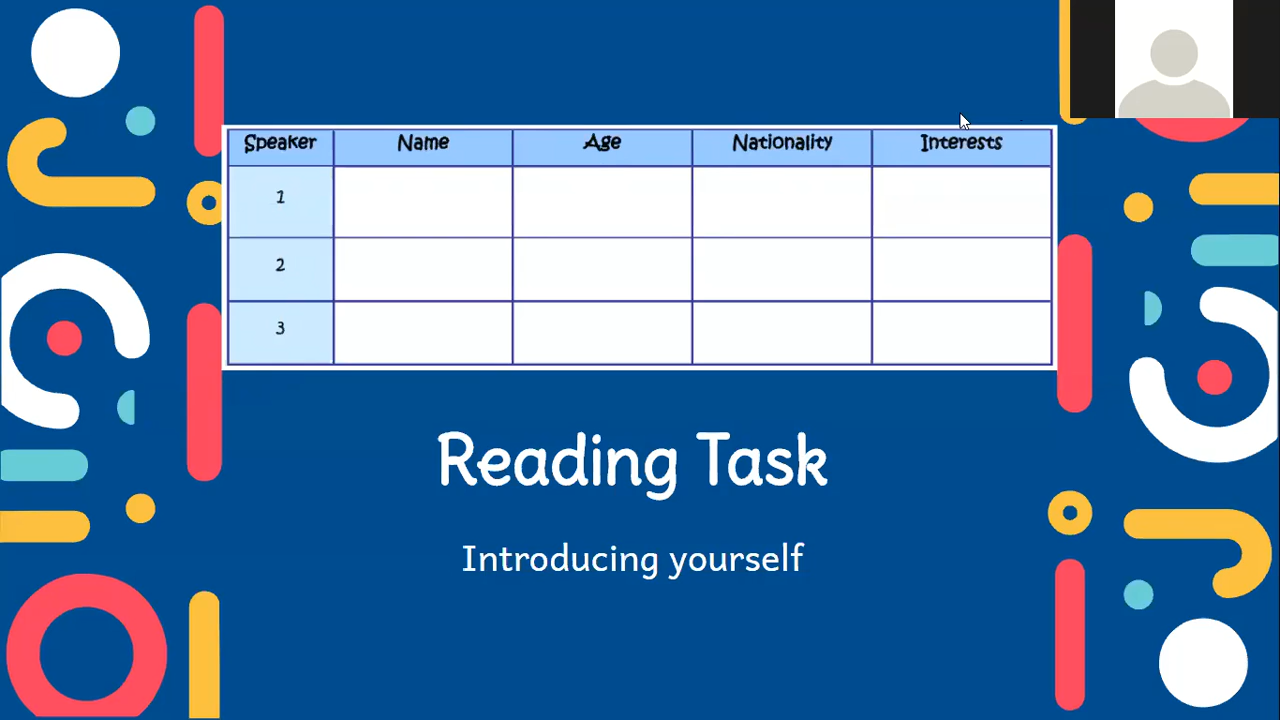 Speaker Name Age Nationality Interests
1
2
3
Reading Task
Introducing yourself